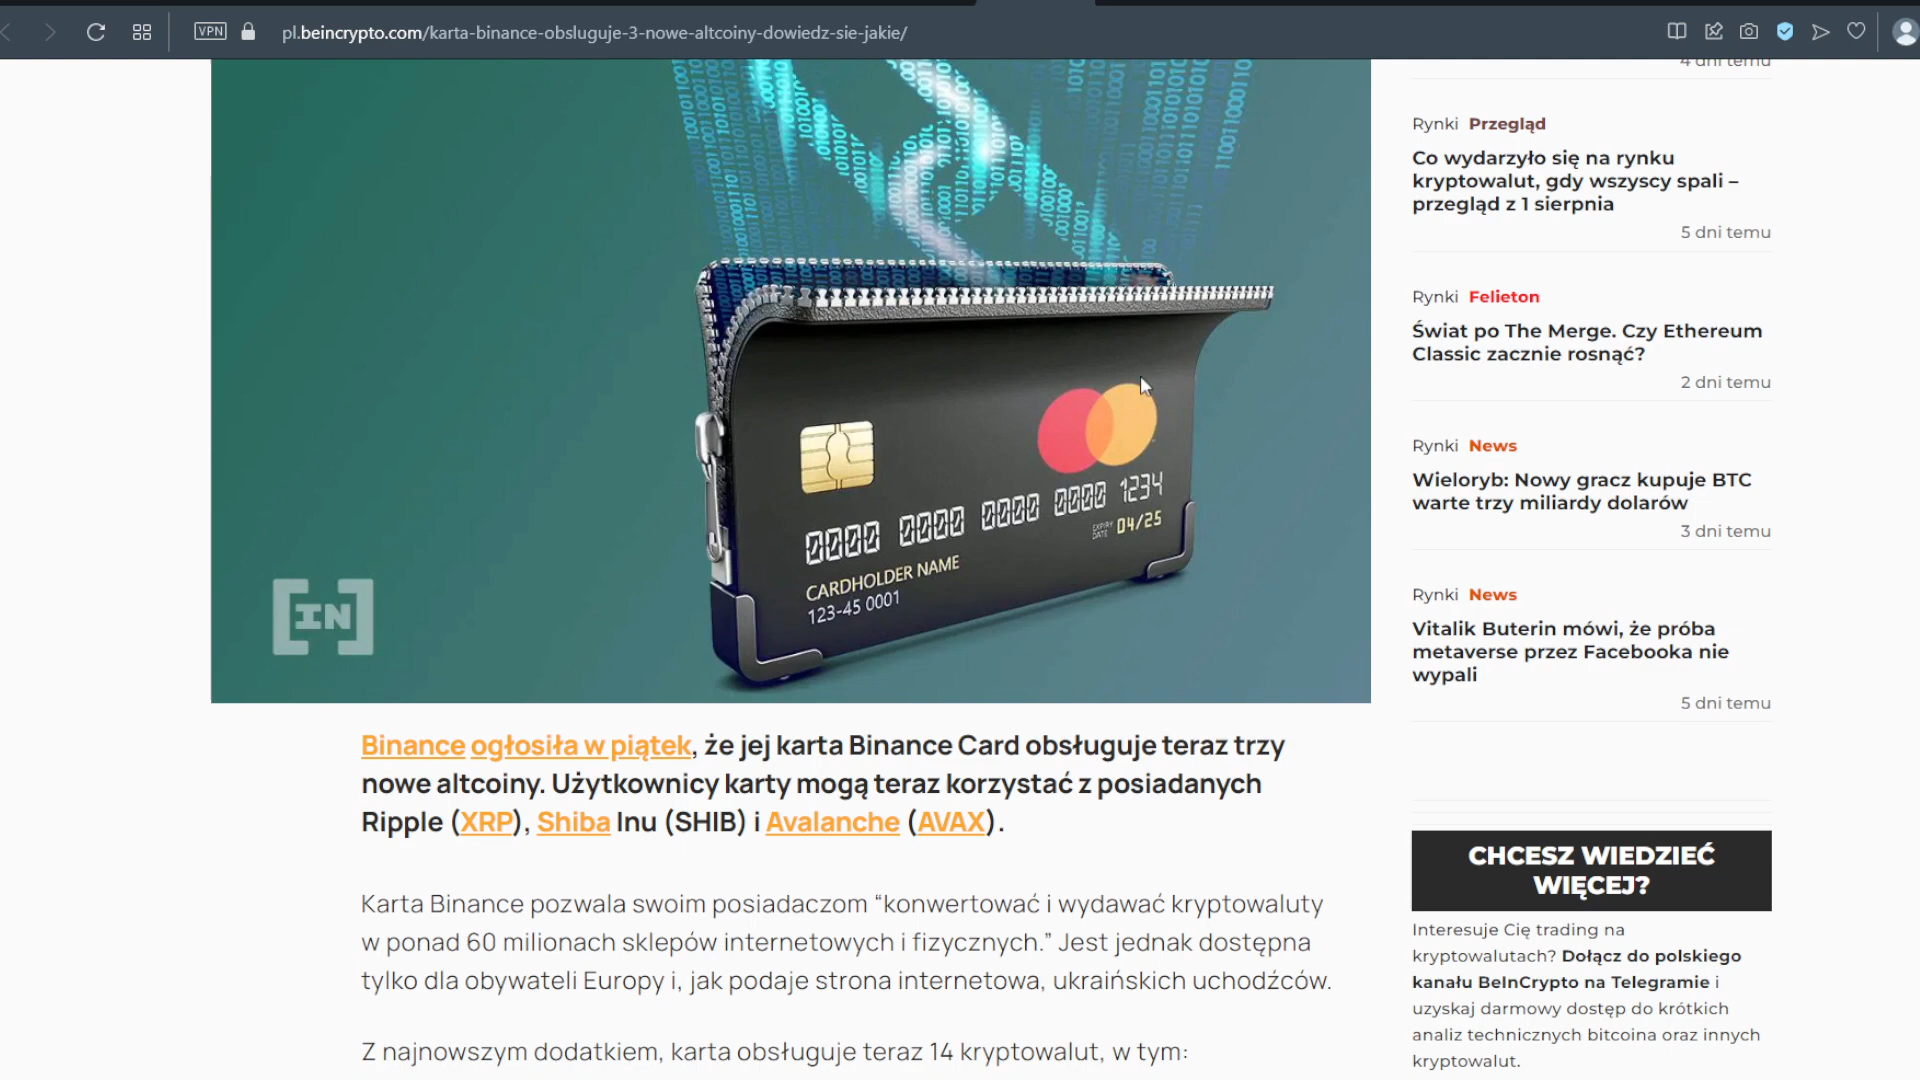 VPN
pl.beincrypto.com/karta-binance-obsluguje-3-nowe-altcoiny-dowiedz-sie-jakie/
0000 0000 0000 0000 1234
EXPIRY
DATE
04/25
CARDHOLDER NAME
123-45 0001
[IN]
Binance ogłosiła w piątek, że jej karta Binance Card obsługuje teraz trzy
nowe altcoiny. Użytkownicy karty mogą teraz korzystać z posiadanych
Ripple (XRP), Shiba Inu (SHIB) i Avalanche (AVAX).
Karta Binance pozwala swoim posiadaczom “konwertować i wydawać kryptowaluty
w ponad 60 milionach sklepów internetowych i fizycznych.” Jest jednak dostępna
tylko dla obywateli Europy i, jak podaje strona internetowa, ukraińskich uchodźców.
Z najnowszym dodatkiem, karta obsługuje teraz 14 kryptowalut, w tym:
4 dni temu
Rynki Przegląd
Co wydarzyło się na rynku
kryptowalut, gdy wszyscy spali –
przegląd z 1 sierpnia
5 dni temu
Rynki Felieton
Świat po The Merge. Czy Ethereum
Classic zacznie rosnąć?
2 dni temu
Rynki News
Wieloryb: Nowy gracz kupuje BTC
warte trzy miliardy dolarów
3 dni temu
Rynki News
Vitalik Buterin mówi, że próba
metaverse przez Facebooka nie
wypali
5 dni temu
CHCESZ WIEDZIEĆ
WIĘCEJ?
Interesuje Cię trading na
kryptowalutach? Dołącz do polskiego
kanału BeInCrypto na Telegramie i
uzyskaj darmowy dostęp do krótkich
analiz technicznych bitcoina oraz innych
kryptowalut.